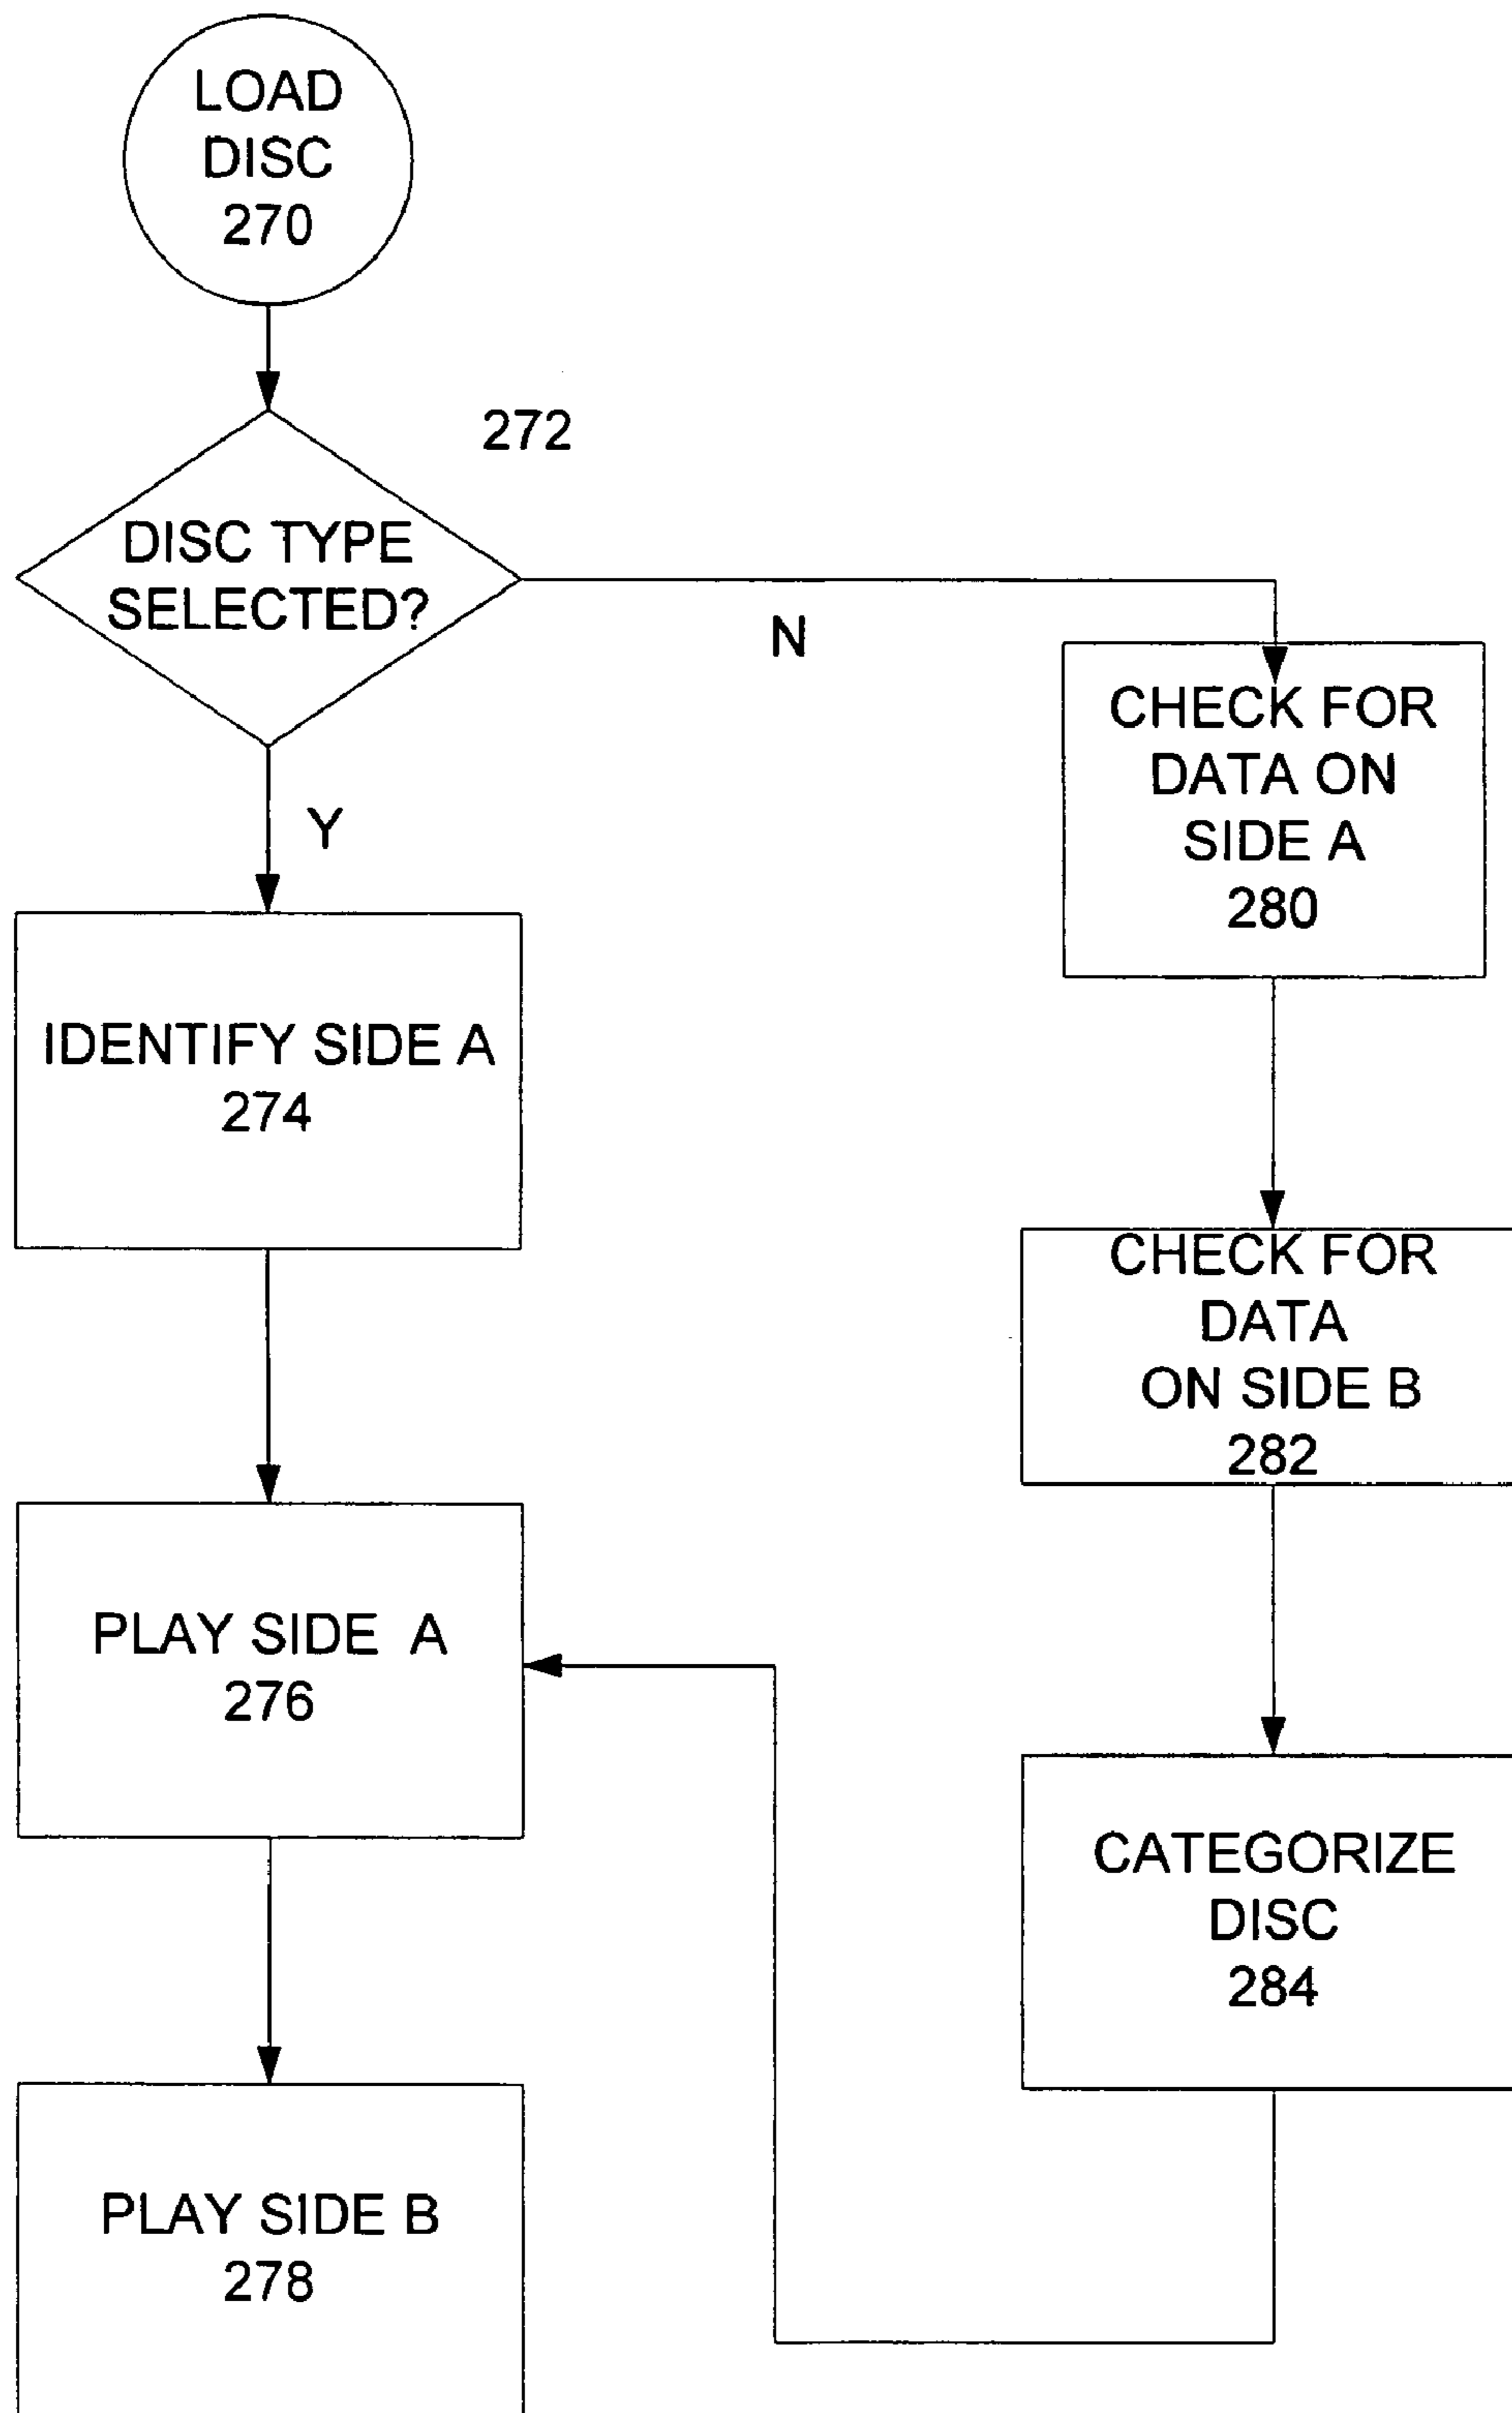 LOAD
DISC
270
272
DISC TYPE
SELECTED?
N
Y
CHECK FOR
DATA ON
SIDE A
280
IDENTIFY SIDE A
274
CHECK FOR
DATA
ON SIDE B
282
PLAY SIDE A
276
CATEGORIZE
DISC
284
PLAY SIDE B
278